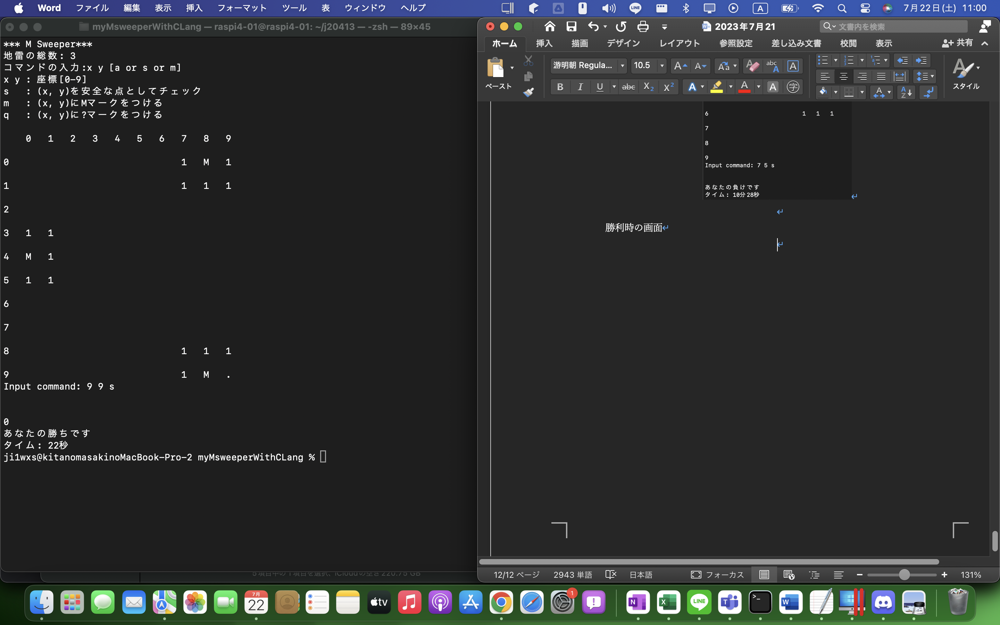 Word ファイル 編集 表示 挿入 フォーマット ツール 表 ウィンドウ ヘルプ LINE A 7月22日(土) 11:00
myMsweeperWithCLang — raspi4-01@raspi4-01: ~/j20413 — -zsh — 89×45
*** M Sweeper***
地雷の総数: 3
コマンドの入力:x y [a or s or m]
x y : 座標[0-9]
s : (x, y)を安全な点としてチェック
m : (x, y)にMマークをつける
q : (x, y)に?マークをつける
0 1 2 3 4 5 6 7 8 9
0 1 M 1
1 1 1 1
2
3 1 1
4 M 1
5 1 1
6
7
8 1 1 1
9 1 M .
Input command: 9 9 s
0
あなたの勝ちです
タイム: 22秒
ji1wxs@kitanomasakinoMacBook-Pro-2 myMsweeperWithCLang %
5項目中の1項目を選択、iCloudの空き 220.75 GB
2023年7月21
文書内を検索
ホーム 挿入 描画 デザイン レイアウト 参照設定 差し込み文書 校閲 表示 共有
ペースト
游明朝 Regula... 10.5 A A Aa abc A A
B I U abc X2 X2 A A A 字
A A Z
スタイル
6 1 1 1
7
8
9
Input command: 7 5 s
あなたの負けです
タイム: 10分28秒
勝利時の画面
12/12 ページ 2943 単語 日本語 フォーカス 131%
7月
22
tv
1
N X LINE T >_ W